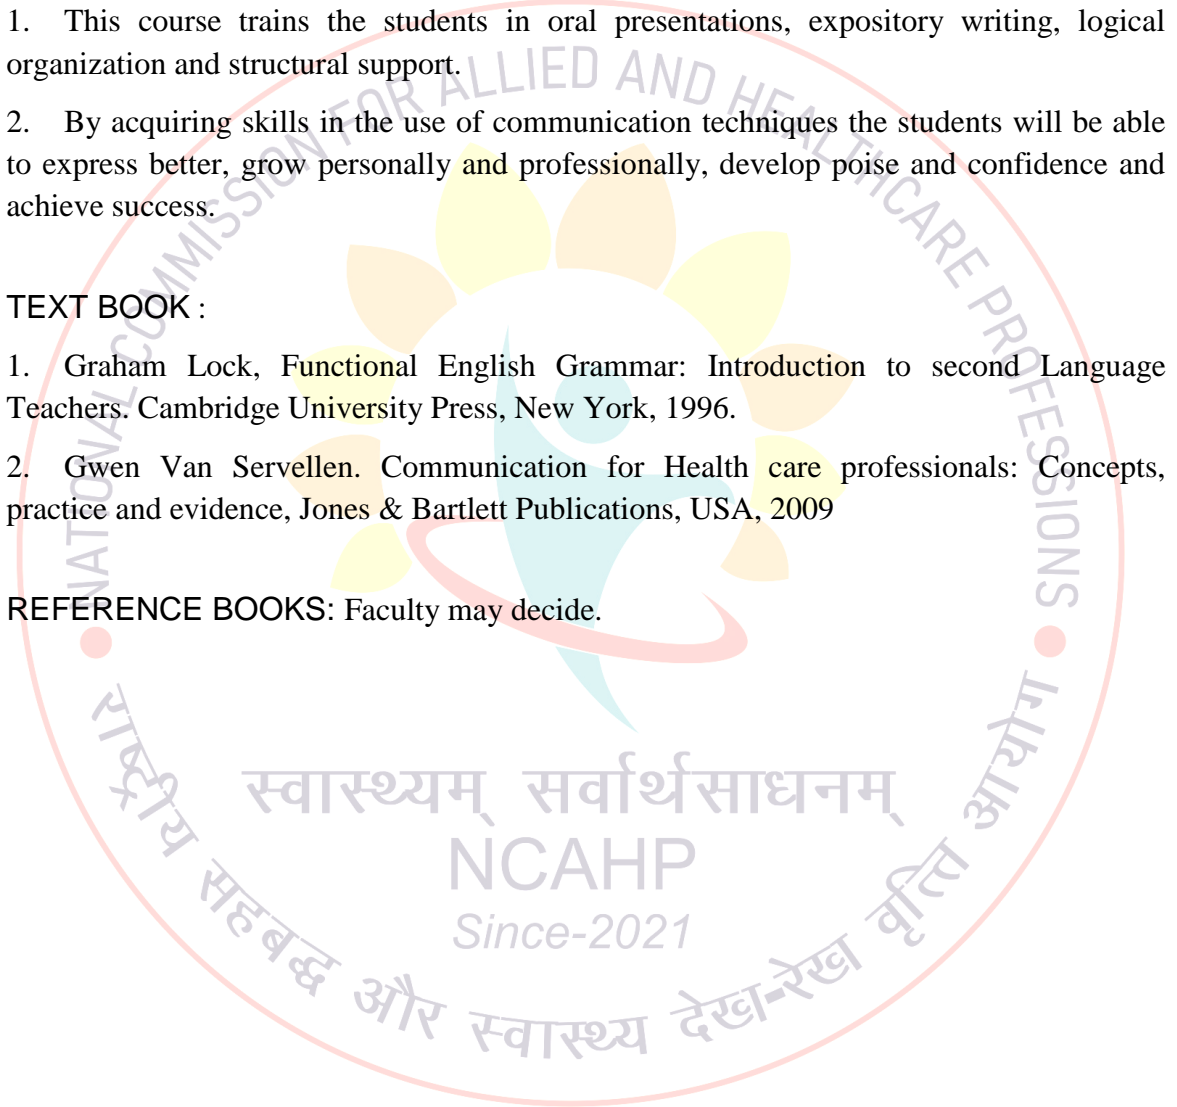 1. This course trains the students in oral presentations, expository writing, logical
organization and structural support.
2. By acquiring skills in the use of communication techniques the students will be able
to express better, grow personally and professionally, develop poise and confidence and
achieve success.
TEXT BOOK :
1. Graham Lock, Functional English Grammar: Introduction to second Language
Teachers. Cambridge University Press, New York, 1996.
2. Gwen Van Servellen. Communication for Health care professionals: Concepts,
practice and evidence, Jones & Bartlett Publications, USA, 2009
REFERENCE BOOKS: Faculty may decide.
NATIONAL COMMISSION FOR ALLIED AND HEALTHCARE PROFESSIONS
स्वास्थ्यम् सर्वार्थसाधनम्
NCAHP
Since-2021
राष्ट्रीय सहबद्ध और स्वास्थ्य देख-रेख वृत्ति आयोग